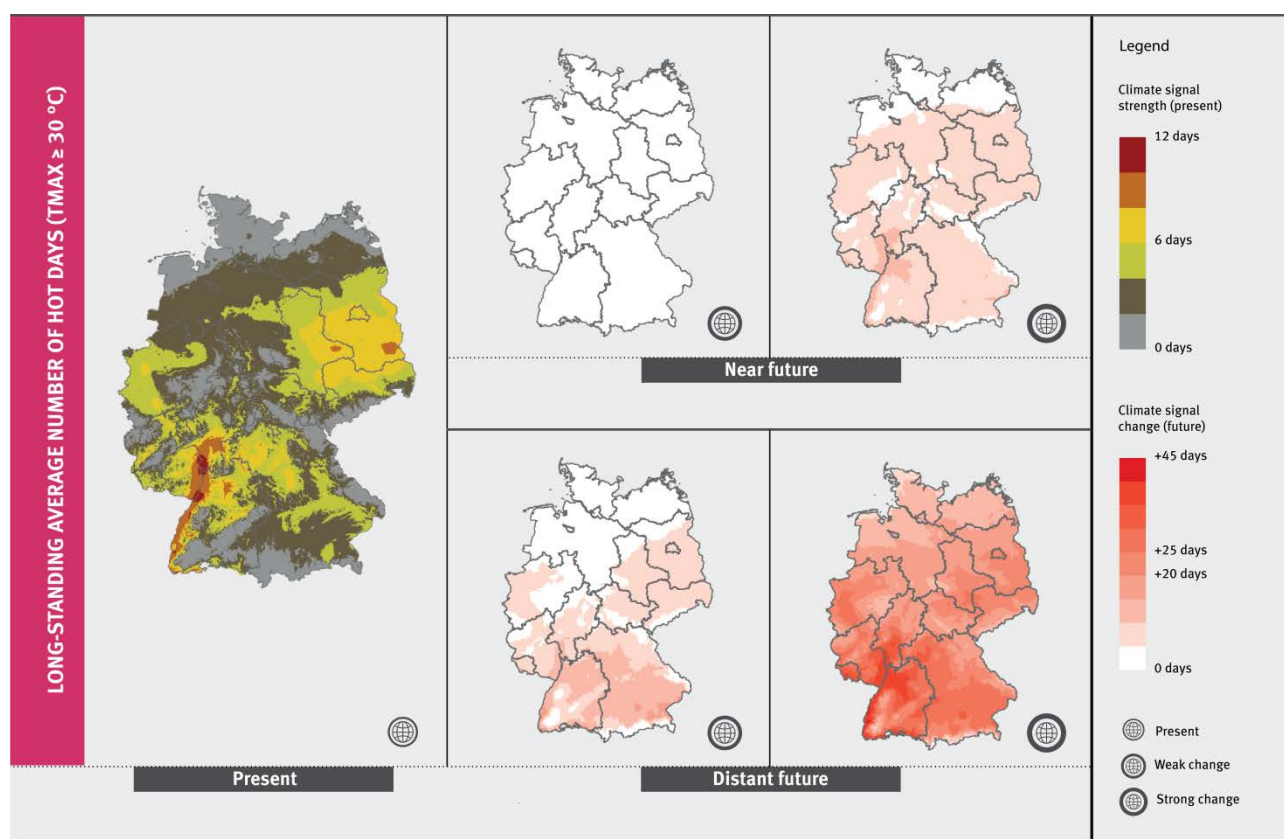 LONG-STANDING AVERAGE NUMBER OF HOT DAYS (TMAX ≥ 30 °C)
Present
Near future
Distant future
Legend
Climate signal
strength (present)
12 days
6 days
0 days
Climate signal
change (future)
+45 days
+25 days
+20 days
0 days
Present
Weak change
Strong change